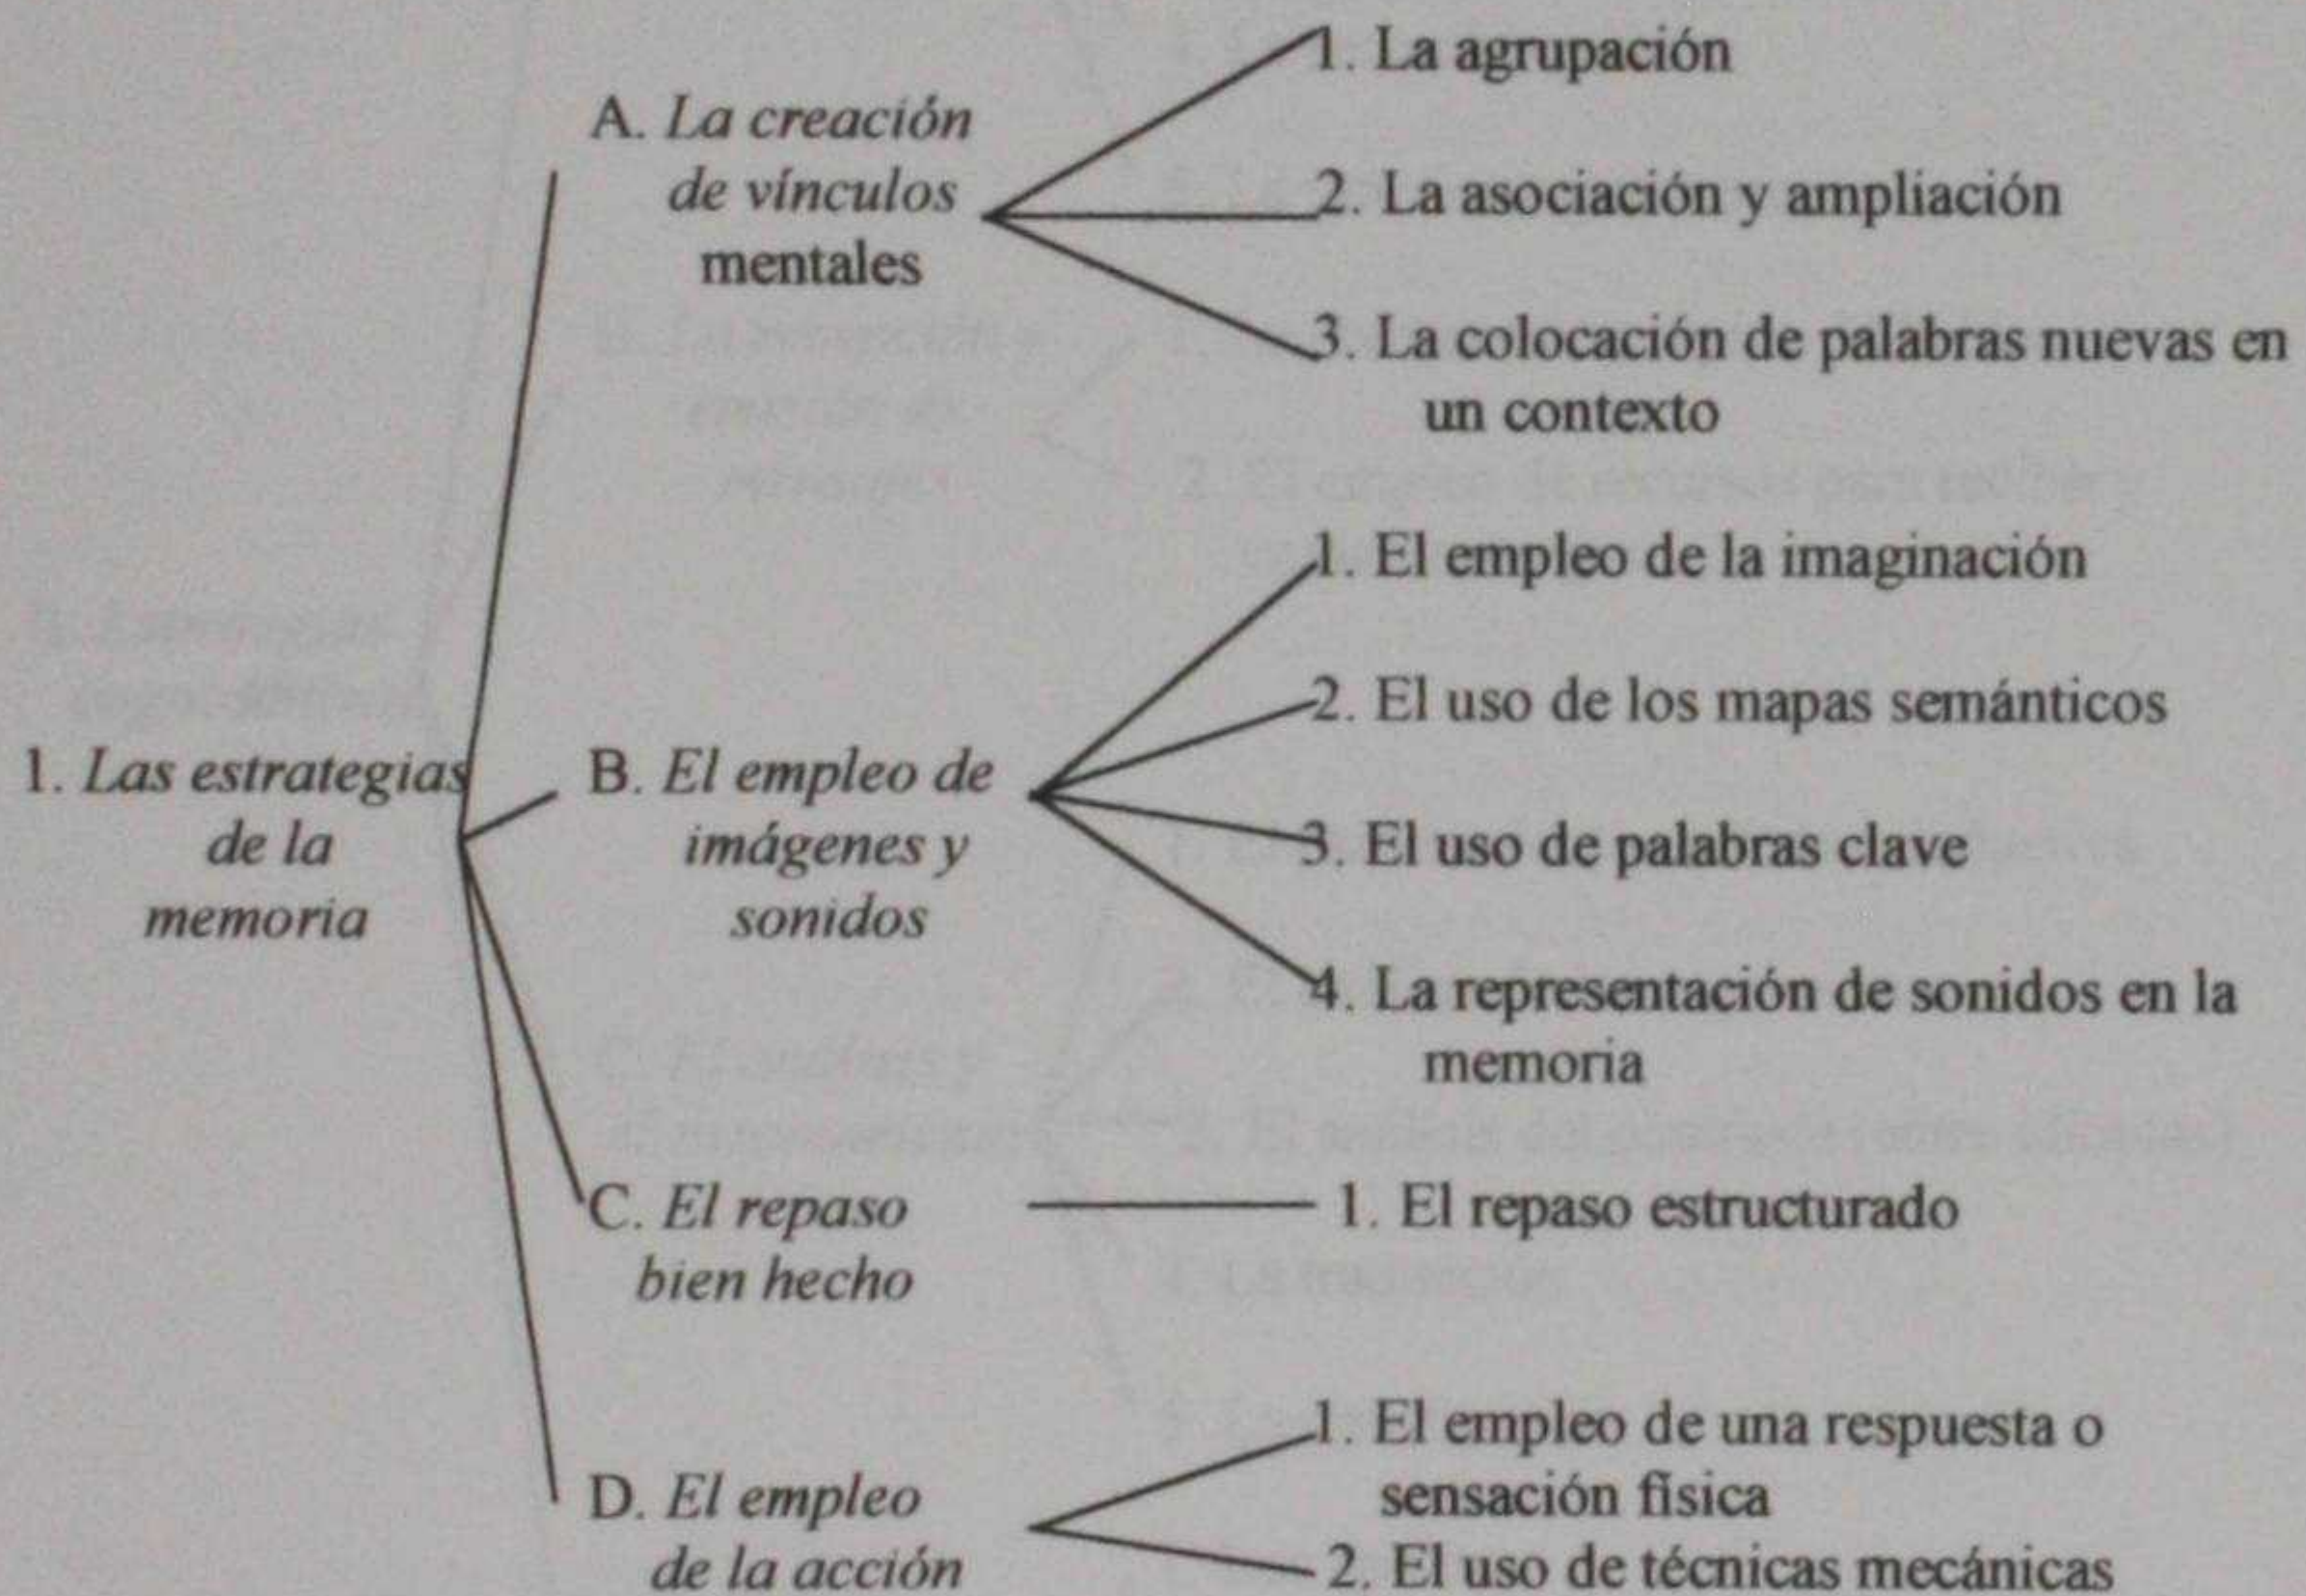 1. Las estrategias
de la
memoria
A. La creación
de vínculos
mentales
1. La agrupación
2. La asociación y ampliación
3. La colocación de palabras nuevas en
un contexto
B. El empleo de
imágenes y
sonidos
1. El empleo de la imaginación
2. El uso de los mapas semánticos
3. El uso de palabras clave
4. La representación de sonidos en la
memoria
C. El repaso
bien hecho
1. El repaso estructurado
D. El empleo
de la acción
1. El empleo de una respuesta o
sensación física
2. El uso de técnicas mecánicas